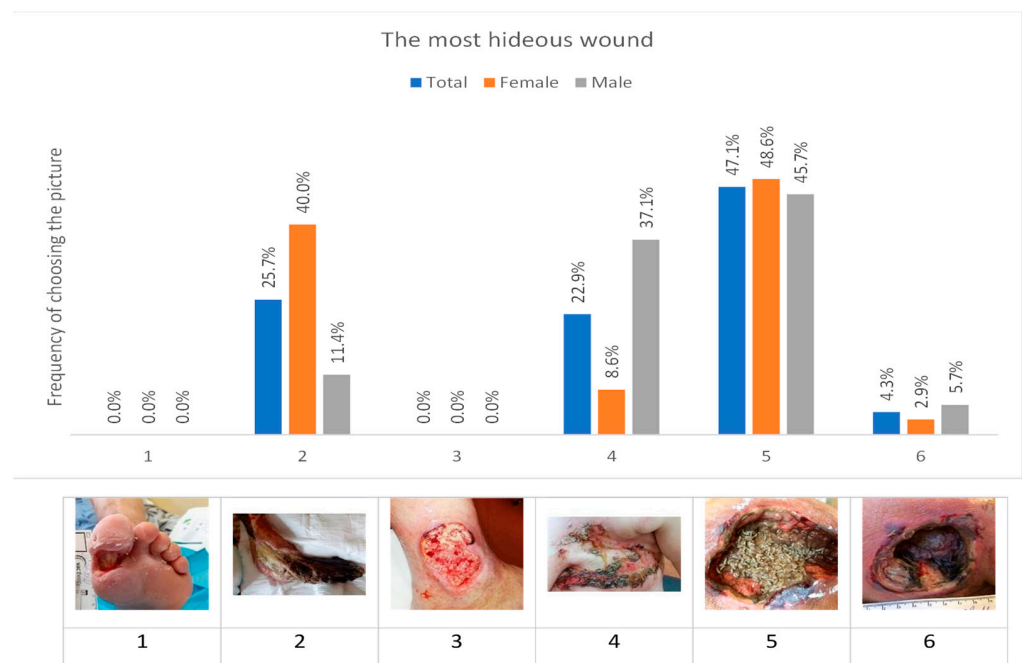 The most hideous wound
Total Female Male
Frequency of choosing the picture
0.0% 0.0% 0.0%
25.7% 40.0% 11.4%
0.0% 0.0% 0.0%
22.9% 8.6% 37.1%
47.1% 48.6% 45.7%
4.3% 2.9% 5.7%
1 2 3 4 5 6
1 2 3 4 5 6